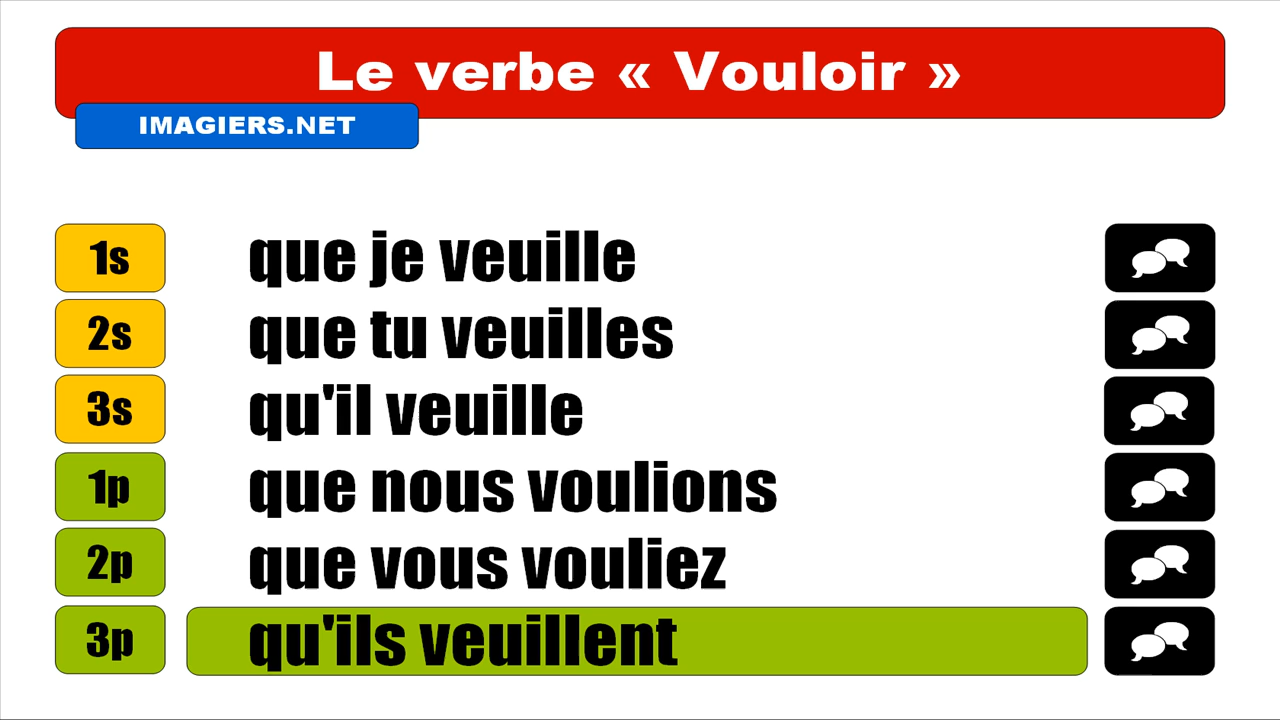 Le verbe « Vouloir »
IMAGIERS.NET
1s que je veuille
2s que tu veuilles
3s qu'il veuille
1p que nous voulions
2p que vous vouliez
3p qu'ils veuillent